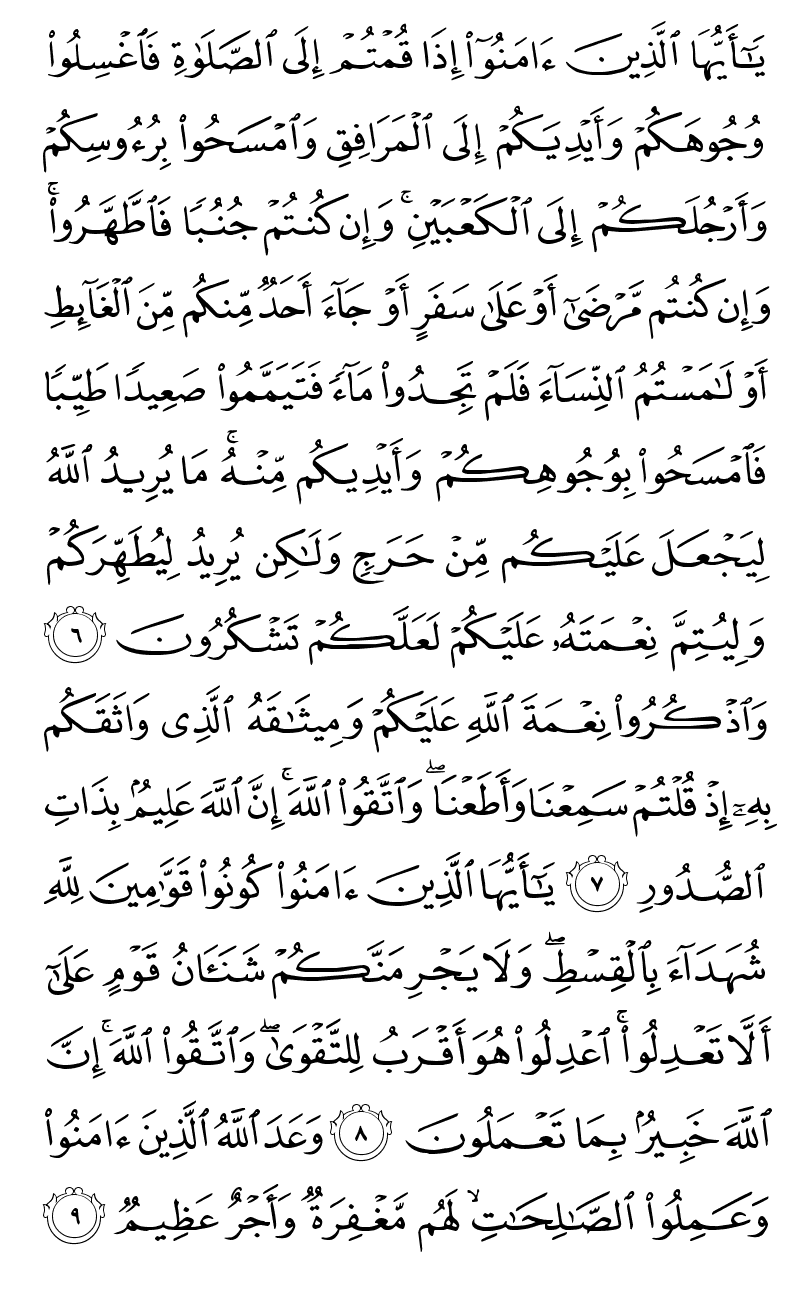 يَـٰٓأَيُّهَا ٱلَّذِينَ ءَامَنُوٓا۟ إِذَا قُمْتُمْ إِلَى ٱلصَّلَوٰةِ فَٱغْسِلُوا۟
وُجُوهَكُمْ وَأَيْدِيَكُمْ إِلَى ٱلْمَرَافِقِ وَٱمْسَحُوا۟ بِرُءُوسِكُمْ
وَأَرْجُلَكُمْ إِلَى ٱلْكَعْبَيْنِ ۚ وَإِن كُنتُمْ جُنُبًا فَٱطَّهَّرُوا۟ ۚ
وَإِن كُنتُم مَّرْضَىٰٓ أَوْ عَلَىٰ سَفَرٍ أَوْ جَآءَ أَحَدٌ مِّنكُم مِّنَ ٱلْغَآئِطِ
أَوْ لَـٰمَسْتُمُ ٱلنِّسَآءَ فَلَمْ تَجِدُوا۟ مَآءً فَتَيَمَّمُوا۟ صَعِيدًا طَيِّبًا
فَٱمْسَحُوا۟ بِوُجُوهِكُمْ وَأَيْدِيكُم مِّنْهُ ۚ مَا يُرِيدُ ٱللَّهُ
لِيَجْعَلَ عَلَيْكُم مِّنْ حَرَجٍ وَلَـٰكِن يُرِيدُ لِيُطَهِّرَكُمْ
وَلِيُتِمَّ نِعْمَتَهُۥ عَلَيْكُمْ لَعَلَّكُمْ تَشْكُرُونَ ٦
وَٱذْكُرُوا۟ نِعْمَةَ ٱللَّهِ عَلَيْكُمْ وَمِيثَـٰقَهُ ٱلَّذِى وَاثَقَكُم
بِهِۦٓ إِذْ قُلْتُمْ سَمِعْنَا وَأَطَعْنَا ۖ وَٱتَّقُوا۟ ٱللَّهَ ۚ إِنَّ ٱللَّهَ عَلِيمٌۢ بِذَاتِ
ٱلصُّدُورِ ٧ يَـٰٓأَيُّهَا ٱلَّذِينَ ءَامَنُوا۟ كُونُوا۟ قَوَّٰمِينَ لِلَّهِ
شُهَدَآءَ بِٱلْقِسْطِ ۖ وَلَا يَجْرِمَنَّكُمْ شَنَـَٔانُ قَوْمٍ عَلَىٰٓ
أَلَّا تَعْدِلُوا۟ ۚ ٱعْدِلُوا۟ هُوَ أَقْرَبُ لِلتَّقْوَىٰ ۖ وَٱتَّقُوا۟ ٱللَّهَ ۚ إِنَّ
ٱللَّهَ خَبِيرٌۢ بِمَا تَعْمَلُونَ ٨ وَعَدَ ٱللَّهُ ٱلَّذِينَ ءَامَنُوا۟
وَعَمِلُوا۟ ٱلصَّـٰلِحَـٰتِ ۙ لَهُم مَّغْفِرَةٌ وَأَجْرٌ عَظِيمٌ ٩